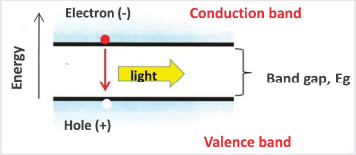 Electron (-)
Conduction band
Energy
light
Band gap, Eg
Hole (+)
Valence band